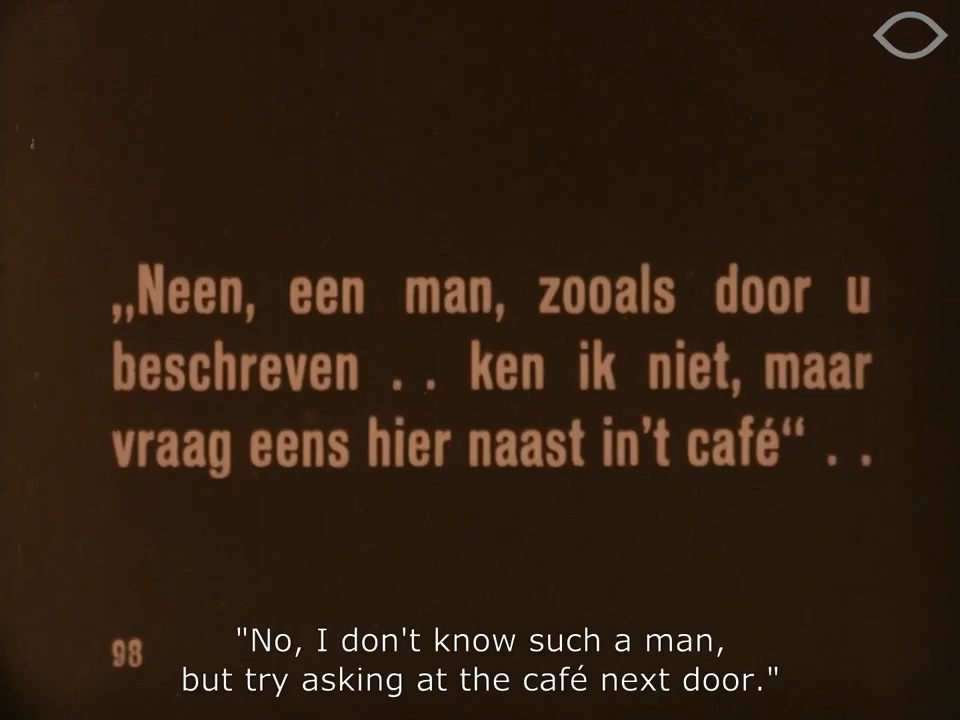 „Neen, een man, zooals door u
beschreven . . ken ik niet, maar
vraag eens hier naast in't café“ . .
98
"No, I don't know such a man,
but try asking at the café next door."